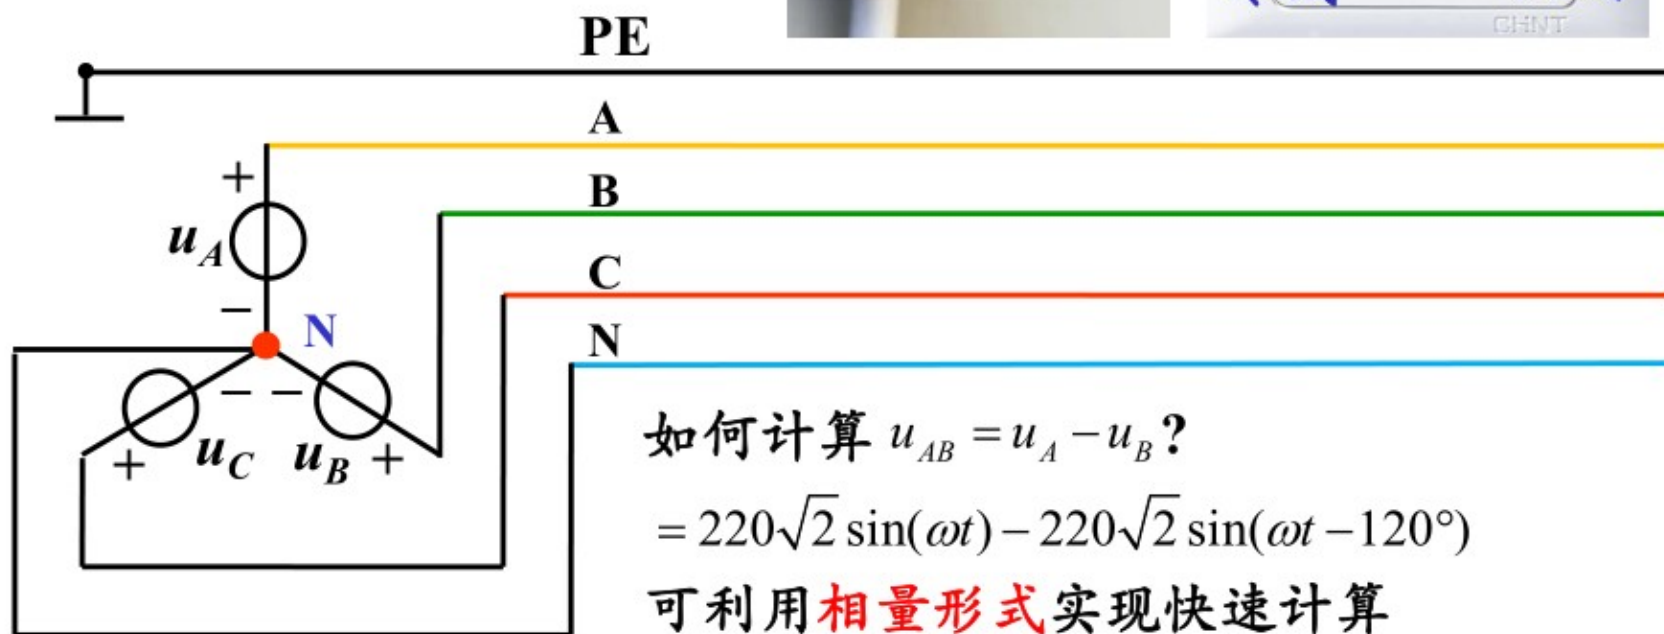 CHNT
PE
A
+
B
u_A
C
−
N
N
− −
如何计算 u_AB = u_A − u_B ?
+ u_C u_B +
= 220√2 sin(ωt) − 220√2 sin(ωt − 120°)
可利用相量形式实现快速计算